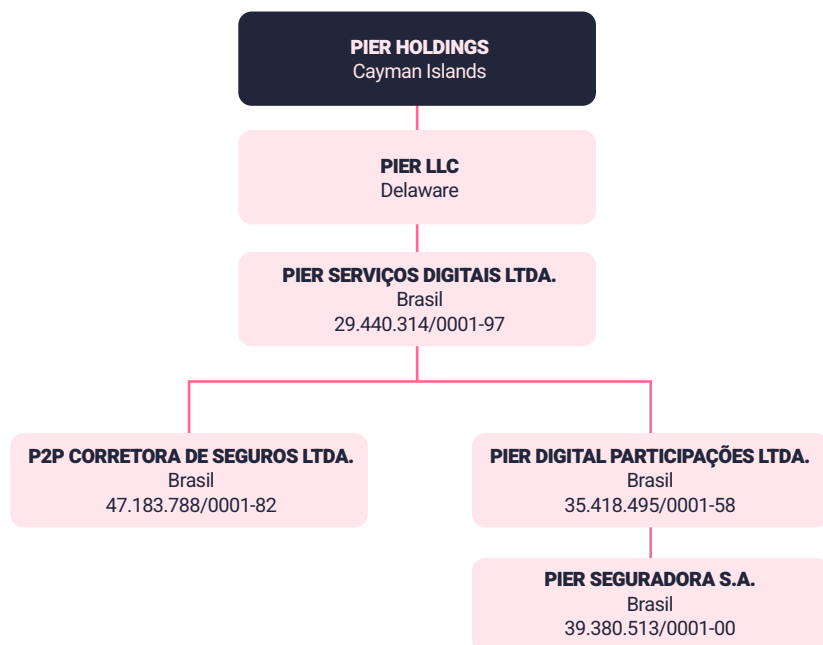 PIER HOLDINGS
Cayman Islands
PIER LLC
Delaware
PIER SERVIÇOS DIGITAIS LTDA.
Brasil
29.440.314/0001-97
P2P CORRETORA DE SEGUROS LTDA.
Brasil
47.183.788/0001-82
PIER DIGITAL PARTICIPAÇÕES LTDA.
Brasil
35.418.495/0001-58
PIER SEGURADORA S.A.
Brasil
39.380.513/0001-00